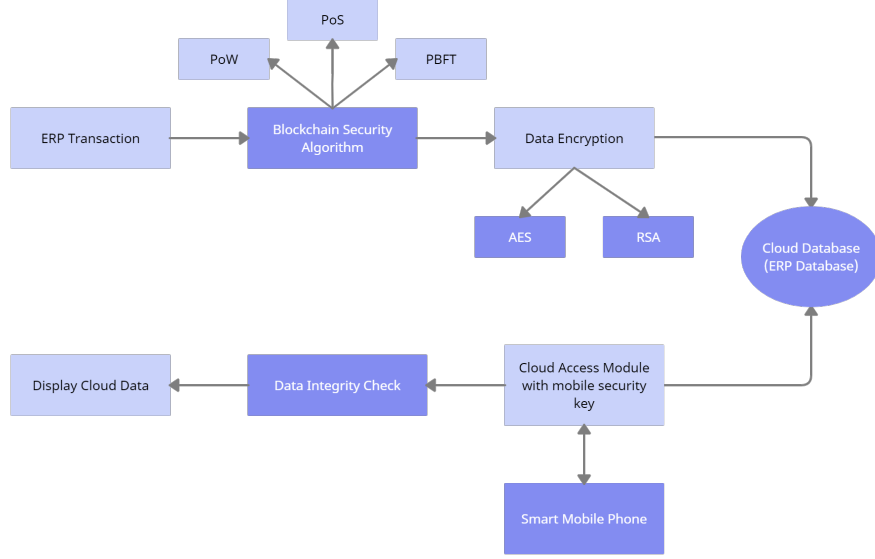 PoS
PoW
PBFT
ERP Transaction
Blockchain Security
Algorithm
Data Encryption
AES
RSA
Cloud Database
(ERP Database)
Display Cloud Data
Data Integrity Check
Cloud Access Module
with mobile security
key
Smart Mobile Phone